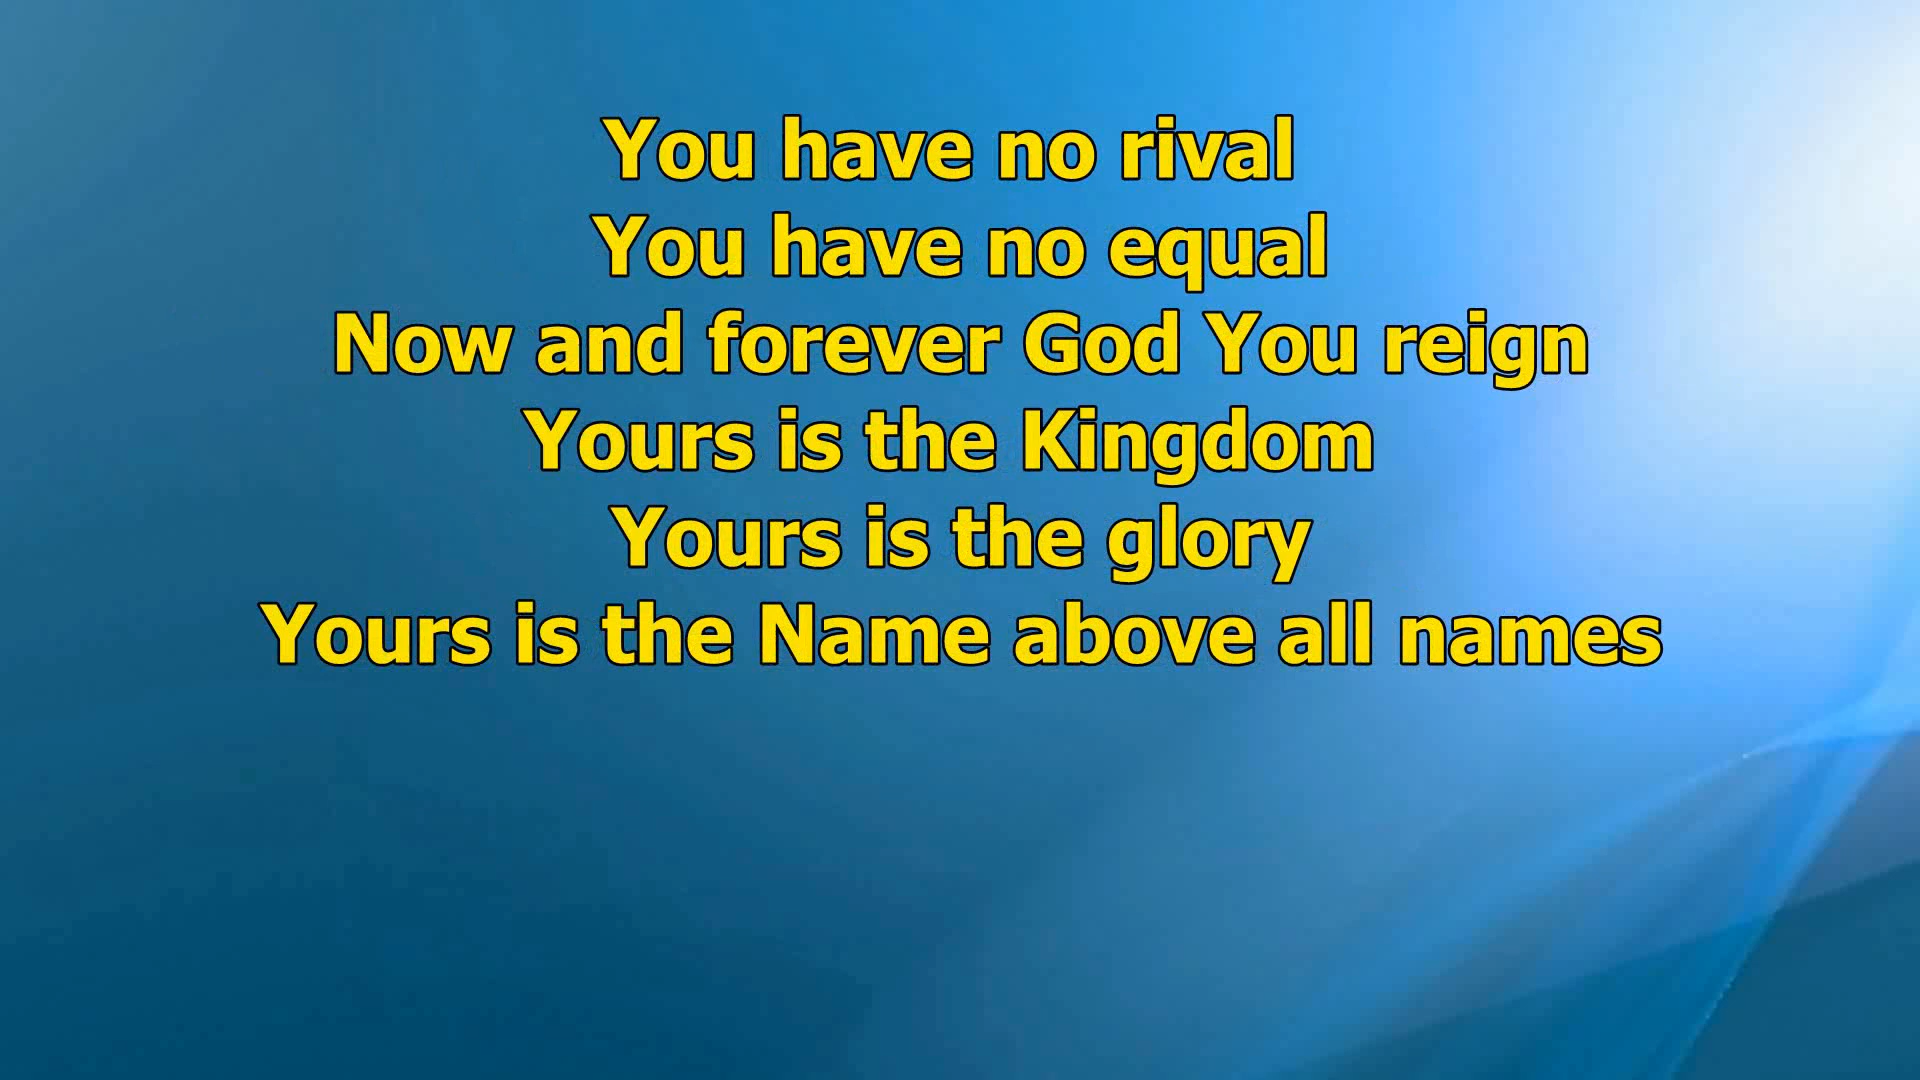 You have no rival
You have no equal
Now and forever God You reign
Yours is the Kingdom
Yours is the glory
Yours is the Name above all names